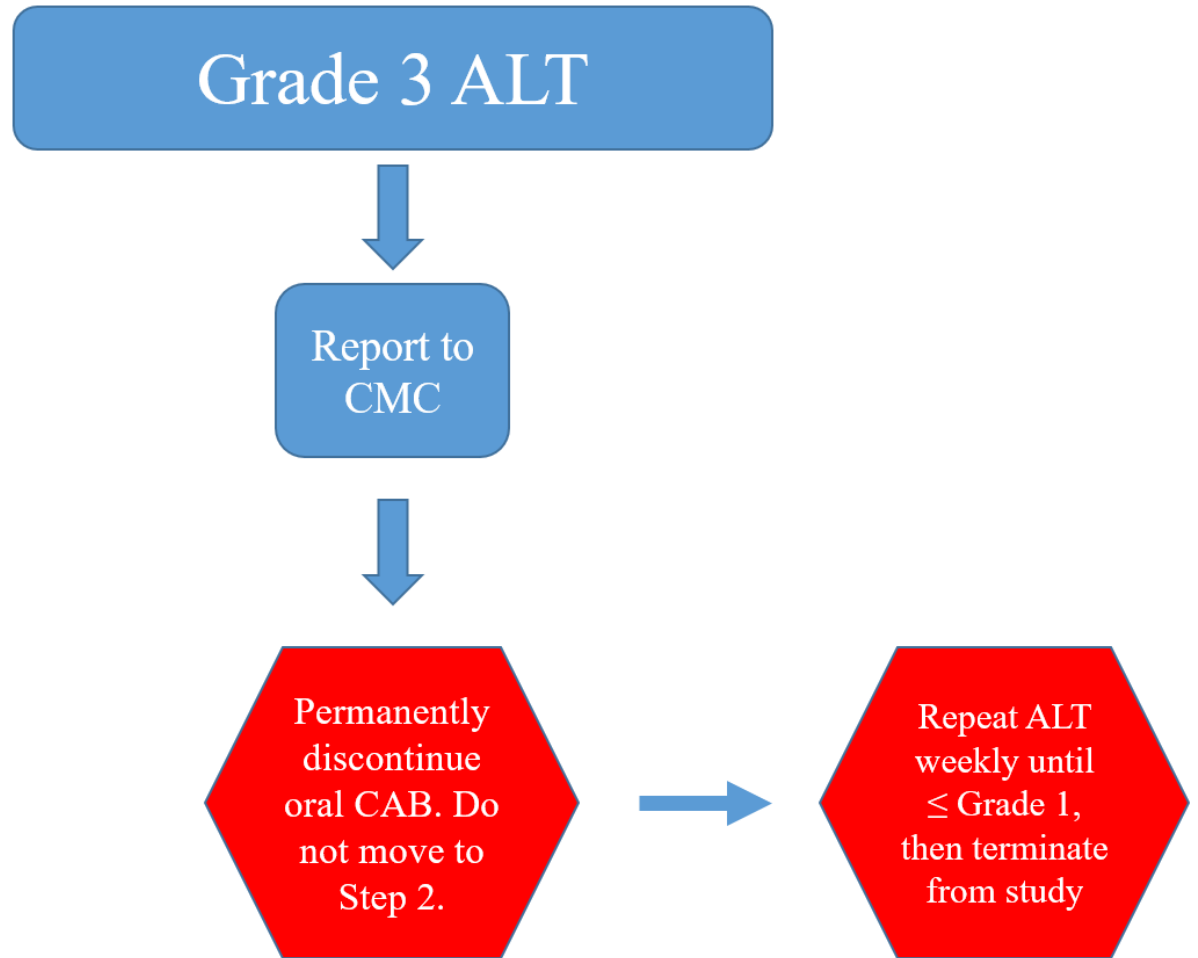 Grade 3 ALT
Report to
CMC
Permanently
discontinue
oral CAB. Do
not move to
Step 2.
Repeat ALT
weekly until
≤ Grade 1,
then terminate
from study